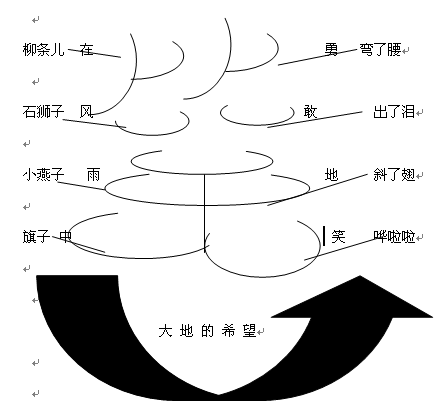 柳条儿 在 勇 弯了腰
石狮子 风 敢 出了泪
小燕子 雨 地 斜了翅
旗子 中 笑 哗啦啦
大 地 的 希 望